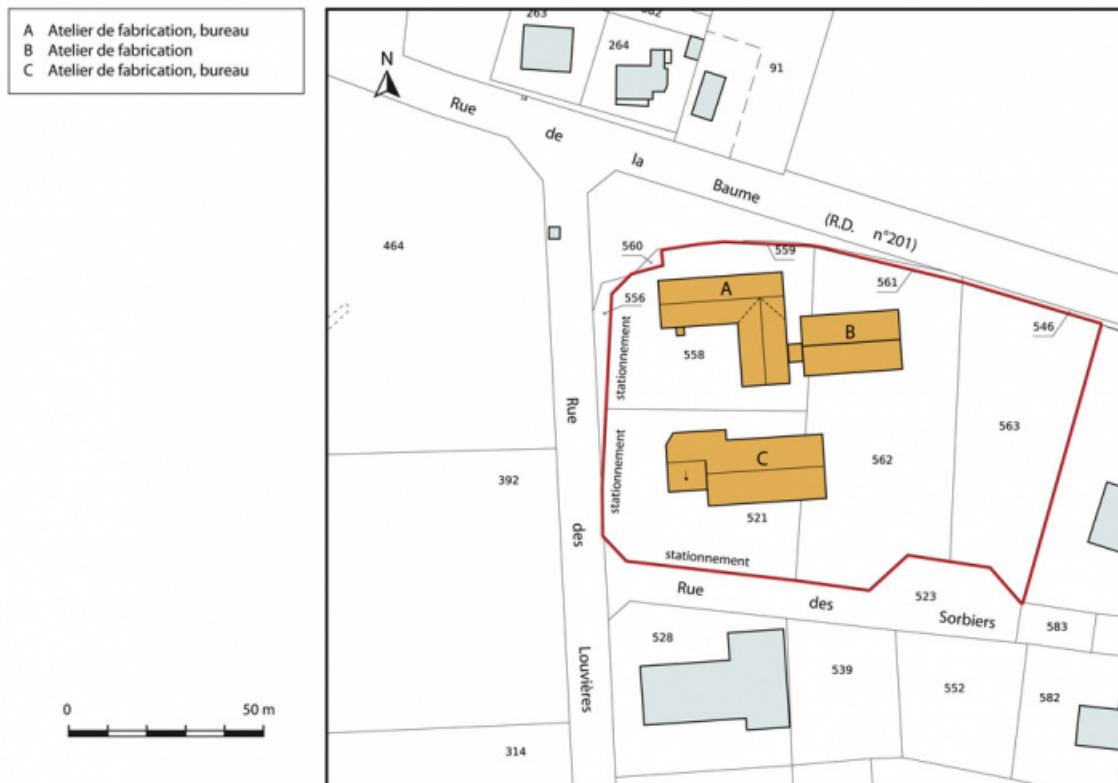 A Atelier de fabrication, bureau
B Atelier de fabrication
C Atelier de fabrication, bureau
263
264
91
N
Rue de la Baume (R.D. n°201)
464
560
559
561
556
546
A
B
558
stationnement
563
562
C
521
stationnement
stationnement
392
Rue des Louvières
Rue des Sorbiers
523
583
528
539
552
582
314
0 50 m